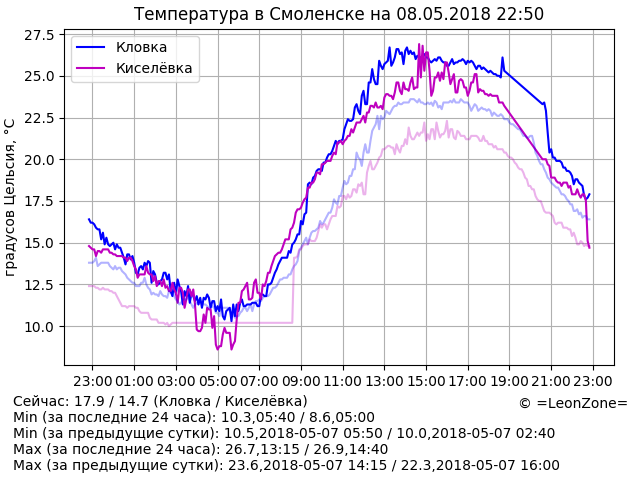 Температура в Смоленске на 08.05.2018 22:50
Кловка
Киселёвка
градусов Цельсия, °C
27.5
25.0
22.5
20.0
17.5
15.0
12.5
10.0
23:00 01:00 03:00 05:00 07:00 09:00 11:00 13:00 15:00 17:00 19:00 21:00 23:00
Сейчас: 17.9 / 14.7 (Кловка / Киселёвка)
© =LeonZone=
Min (за последние 24 часа): 10.3,05:40 / 8.6,05:00
Min (за предыдущие сутки): 10.5,2018-05-07 05:50 / 10.0,2018-05-07 02:40
Max (за последние 24 часа): 26.7,13:15 / 26.9,14:40
Max (за предыдущие сутки): 23.6,2018-05-07 14:15 / 22.3,2018-05-07 16:00